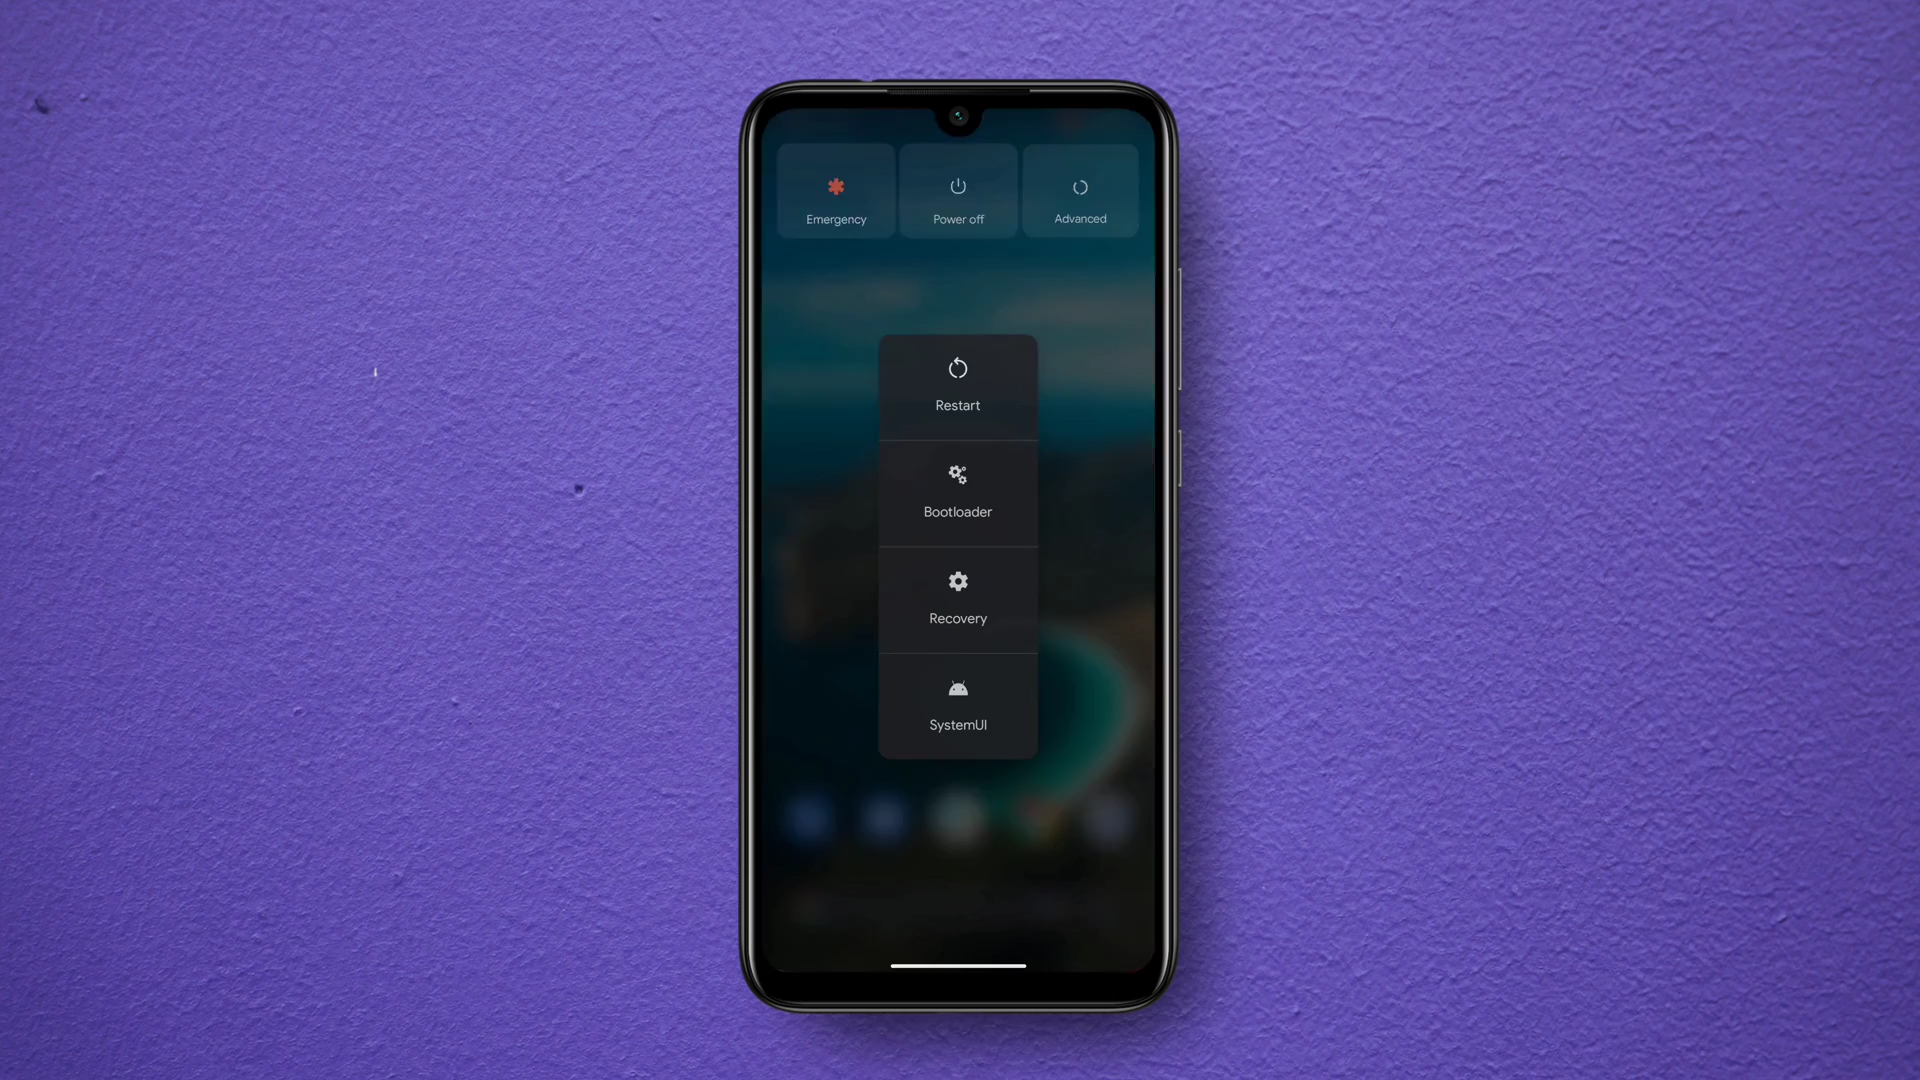 Emergency
Power off
Advanced
Restart
Bootloader
Recovery
SystemUI